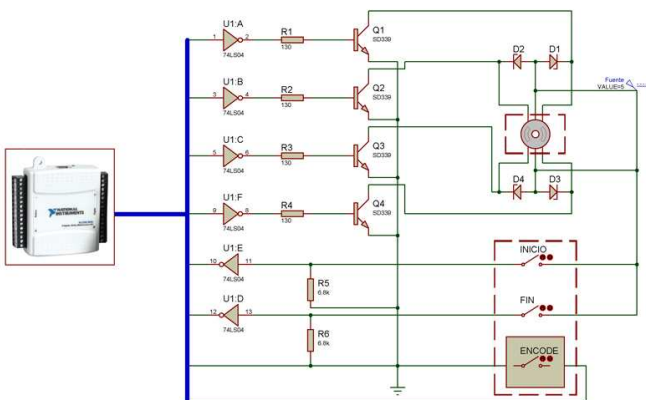 U1:A
1
2
74LS04
R1
130
Q1
SD339
D2
D1
Fuente
VALUE=5
U1:B
3
4
74LS04
R2
130
Q2
SD339
U1:C
5
6
74LS04
R3
130
Q3
SD339
D4
D3
NATIONAL
INSTRUMENTS
U1:F
9
8
74LS04
R4
130
Q4
SD339
U1:E
10
11
74LS04
INICIO
R5
6.8k
U1:D
12
13
74LS04
FIN
R6
6.8k
ENCODE